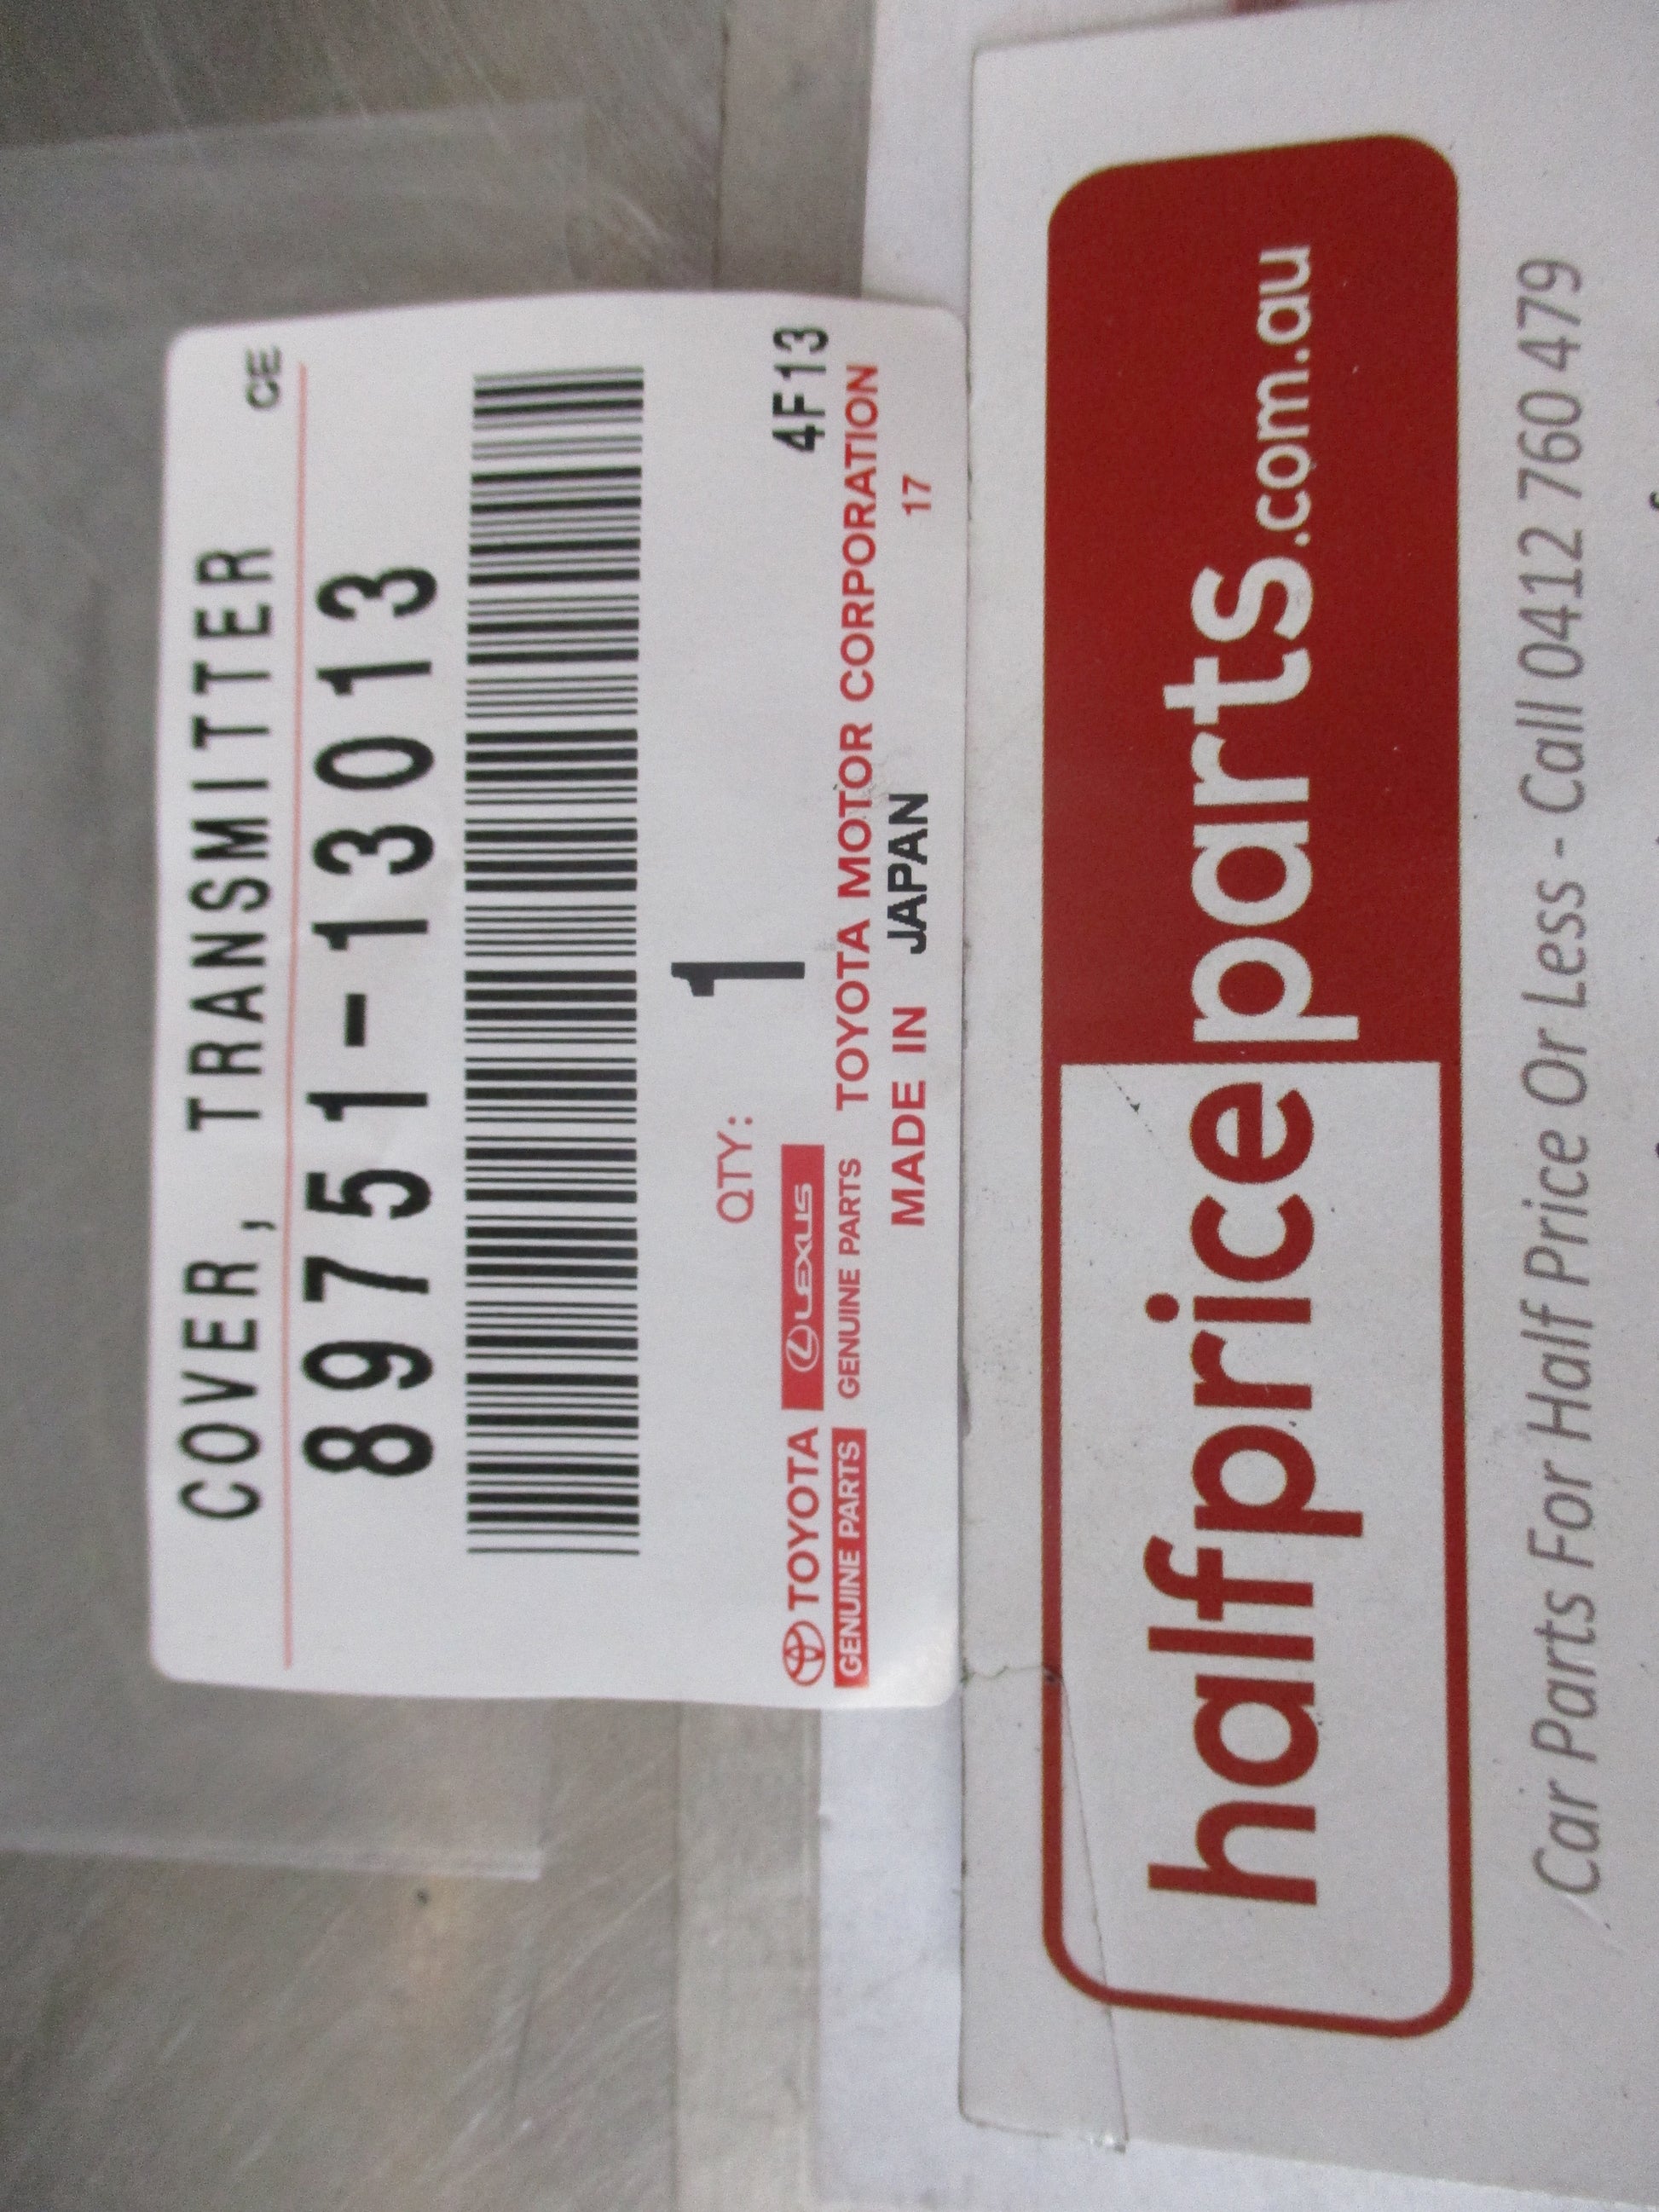 COVER, TRANSMITTER
CE
89751-13013
QTY: 1
4F13
TOYOTA LEXUS
GENUINE PARTS GENUINE PARTS TOYOTA MOTOR CORPORATION
MADE IN JAPAN 17
halfpriceparts.com.au
Car Parts For Half Price Or Less - Call 0412 760 479